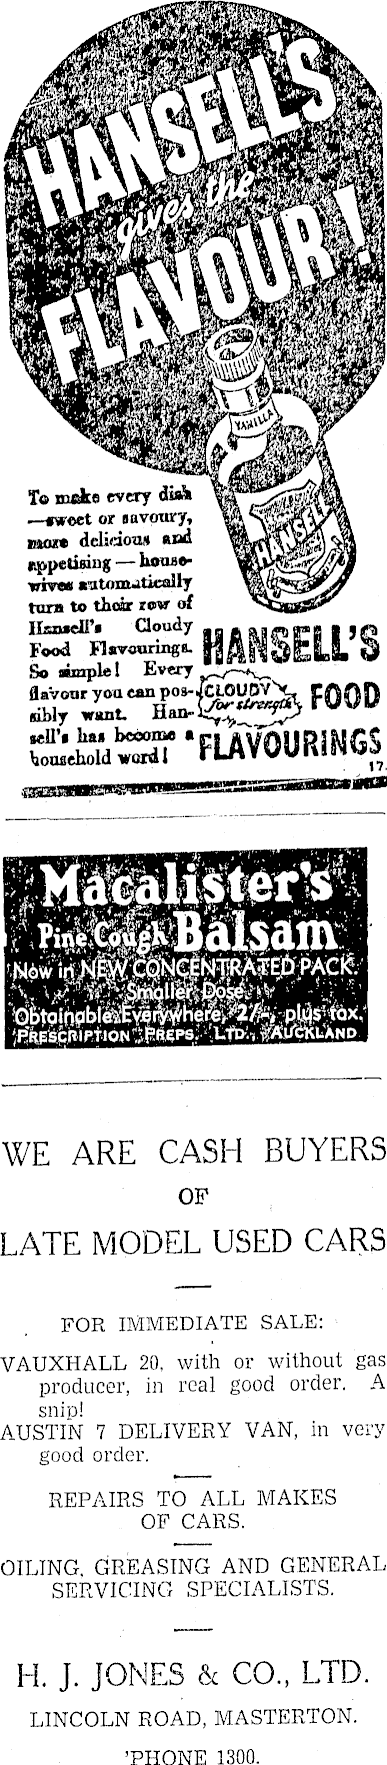 HANSELL'S
gives the
FLAVOUR!
VANILLA
HANSELL
To make every dish
—sweet or savoury,
more delicious and
appetising — house-
wives automatically
turn to their row of
Hansell's Cloudy
Food Flavourings.
So simple! Every
flavour you can pos-
sibly want. Han-
sell's has become a
household word!
HANSELL'S
CLOUDY
for strength
FOOD
FLAVOURINGS
17.
Macalister's
Pine Cough Balsam
Now in NEW CONCENTRATED PACK.
Smaller Dose.
Obtainable Everywhere, 2/-, plus tax.
PRESCRIPTION PREPS. LTD., AUCKLAND
WE ARE CASH BUYERS
OF
LATE MODEL USED CARS
FOR IMMEDIATE SALE:
VAUXHALL 20, with or without gas
producer, in real good order. A
snip!
AUSTIN 7 DELIVERY VAN, in very
good order.
REPAIRS TO ALL MAKES
OF CARS.
OILING, GREASING AND GENERAL
SERVICING SPECIALISTS.
H. J. JONES & CO., LTD.
LINCOLN ROAD, MASTERTON.
'PHONE 1300.